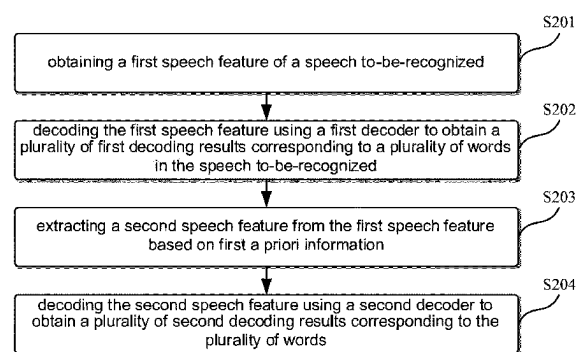 S201
obtaining a first speech feature of a speech to-be-recognized
S202
decoding the first speech feature using a first decoder to obtain a
plurality of first decoding results corresponding to a plurality of words
in the speech to-be-recognized
S203
extracting a second speech feature from the first speech feature
based on first a priori information
S204
decoding the second speech feature using a second decoder to
obtain a plurality of second decoding results corresponding to the
plurality of words